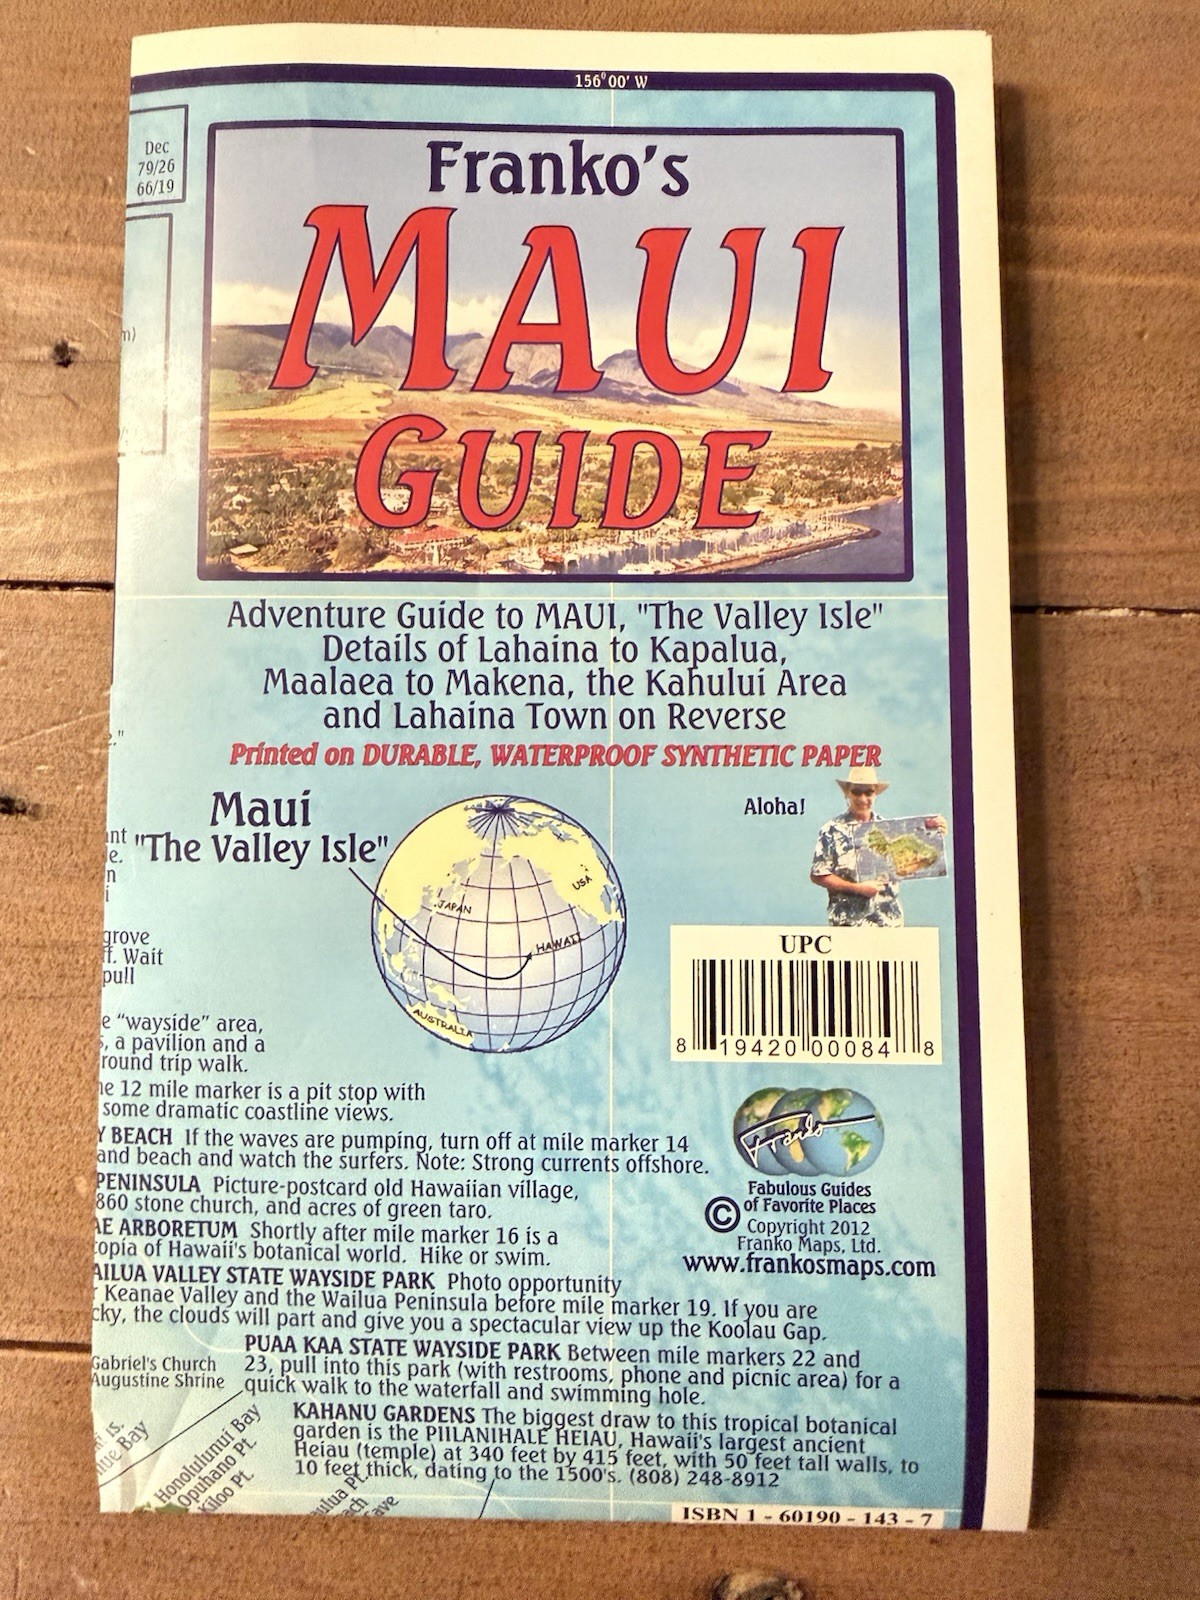 156°00' W
Dec
79/26
66/19
m)
Franko's
MAUI
GUIDE
Adventure Guide to MAUI, "The Valley Isle"
Details of Lahaina to Kapalua,
Maalaea to Makena, the Kahului Area
and Lahaina Town on Reverse
Printed on DURABLE, WATERPROOF SYNTHETIC PAPER
Maui
"The Valley Isle"
JAPAN
USA
HAWAII
AUSTRALIA
Aloha!
UPC
8 19420 00084 8
Franko
Fabulous Guides
of Favorite Places
© Copyright 2012
Franko Maps, Ltd.
www.frankosmaps.com
grove
f. Wait
pull
e "wayside" area,
s, a pavilion and a
round trip walk.
he 12 mile marker is a pit stop with
some dramatic coastline views.
Y BEACH If the waves are pumping, turn off at mile marker 14
and beach and watch the surfers. Note: Strong currents offshore.
PENINSULA Picture-postcard old Hawaiian village,
860 stone church, and acres of green taro.
AE ARBORETUM Shortly after mile marker 16 is a
copia of Hawaii's botanical world. Hike or swim.
AILUA VALLEY STATE WAYSIDE PARK Photo opportunity
r Keanae Valley and the Wailua Peninsula before mile marker 19. If you are
cky, the clouds will part and give you a spectacular view up the Koolau Gap.
PUAA KAA STATE WAYSIDE PARK Between mile markers 22 and
23, pull into this park (with restrooms, phone and picnic area) for a
quick walk to the waterfall and swimming hole.
Gabriel's Church
Augustine Shrine
KAHANU GARDENS The biggest draw to this tropical botanical
garden is the PIILANIHALE HEIAU, Hawaii's largest ancient
Heiau (temple) at 340 feet by 415 feet, with 50 feet tall walls, to
10 feet thick, dating to the 1500's. (808) 248-8912
Is.
Bay
Honolulunui Bay
Opuhano Pt.
Kiloo Pt.
aulua Pt.
ach
ave
ISBN 1 - 60190 - 143 - 7